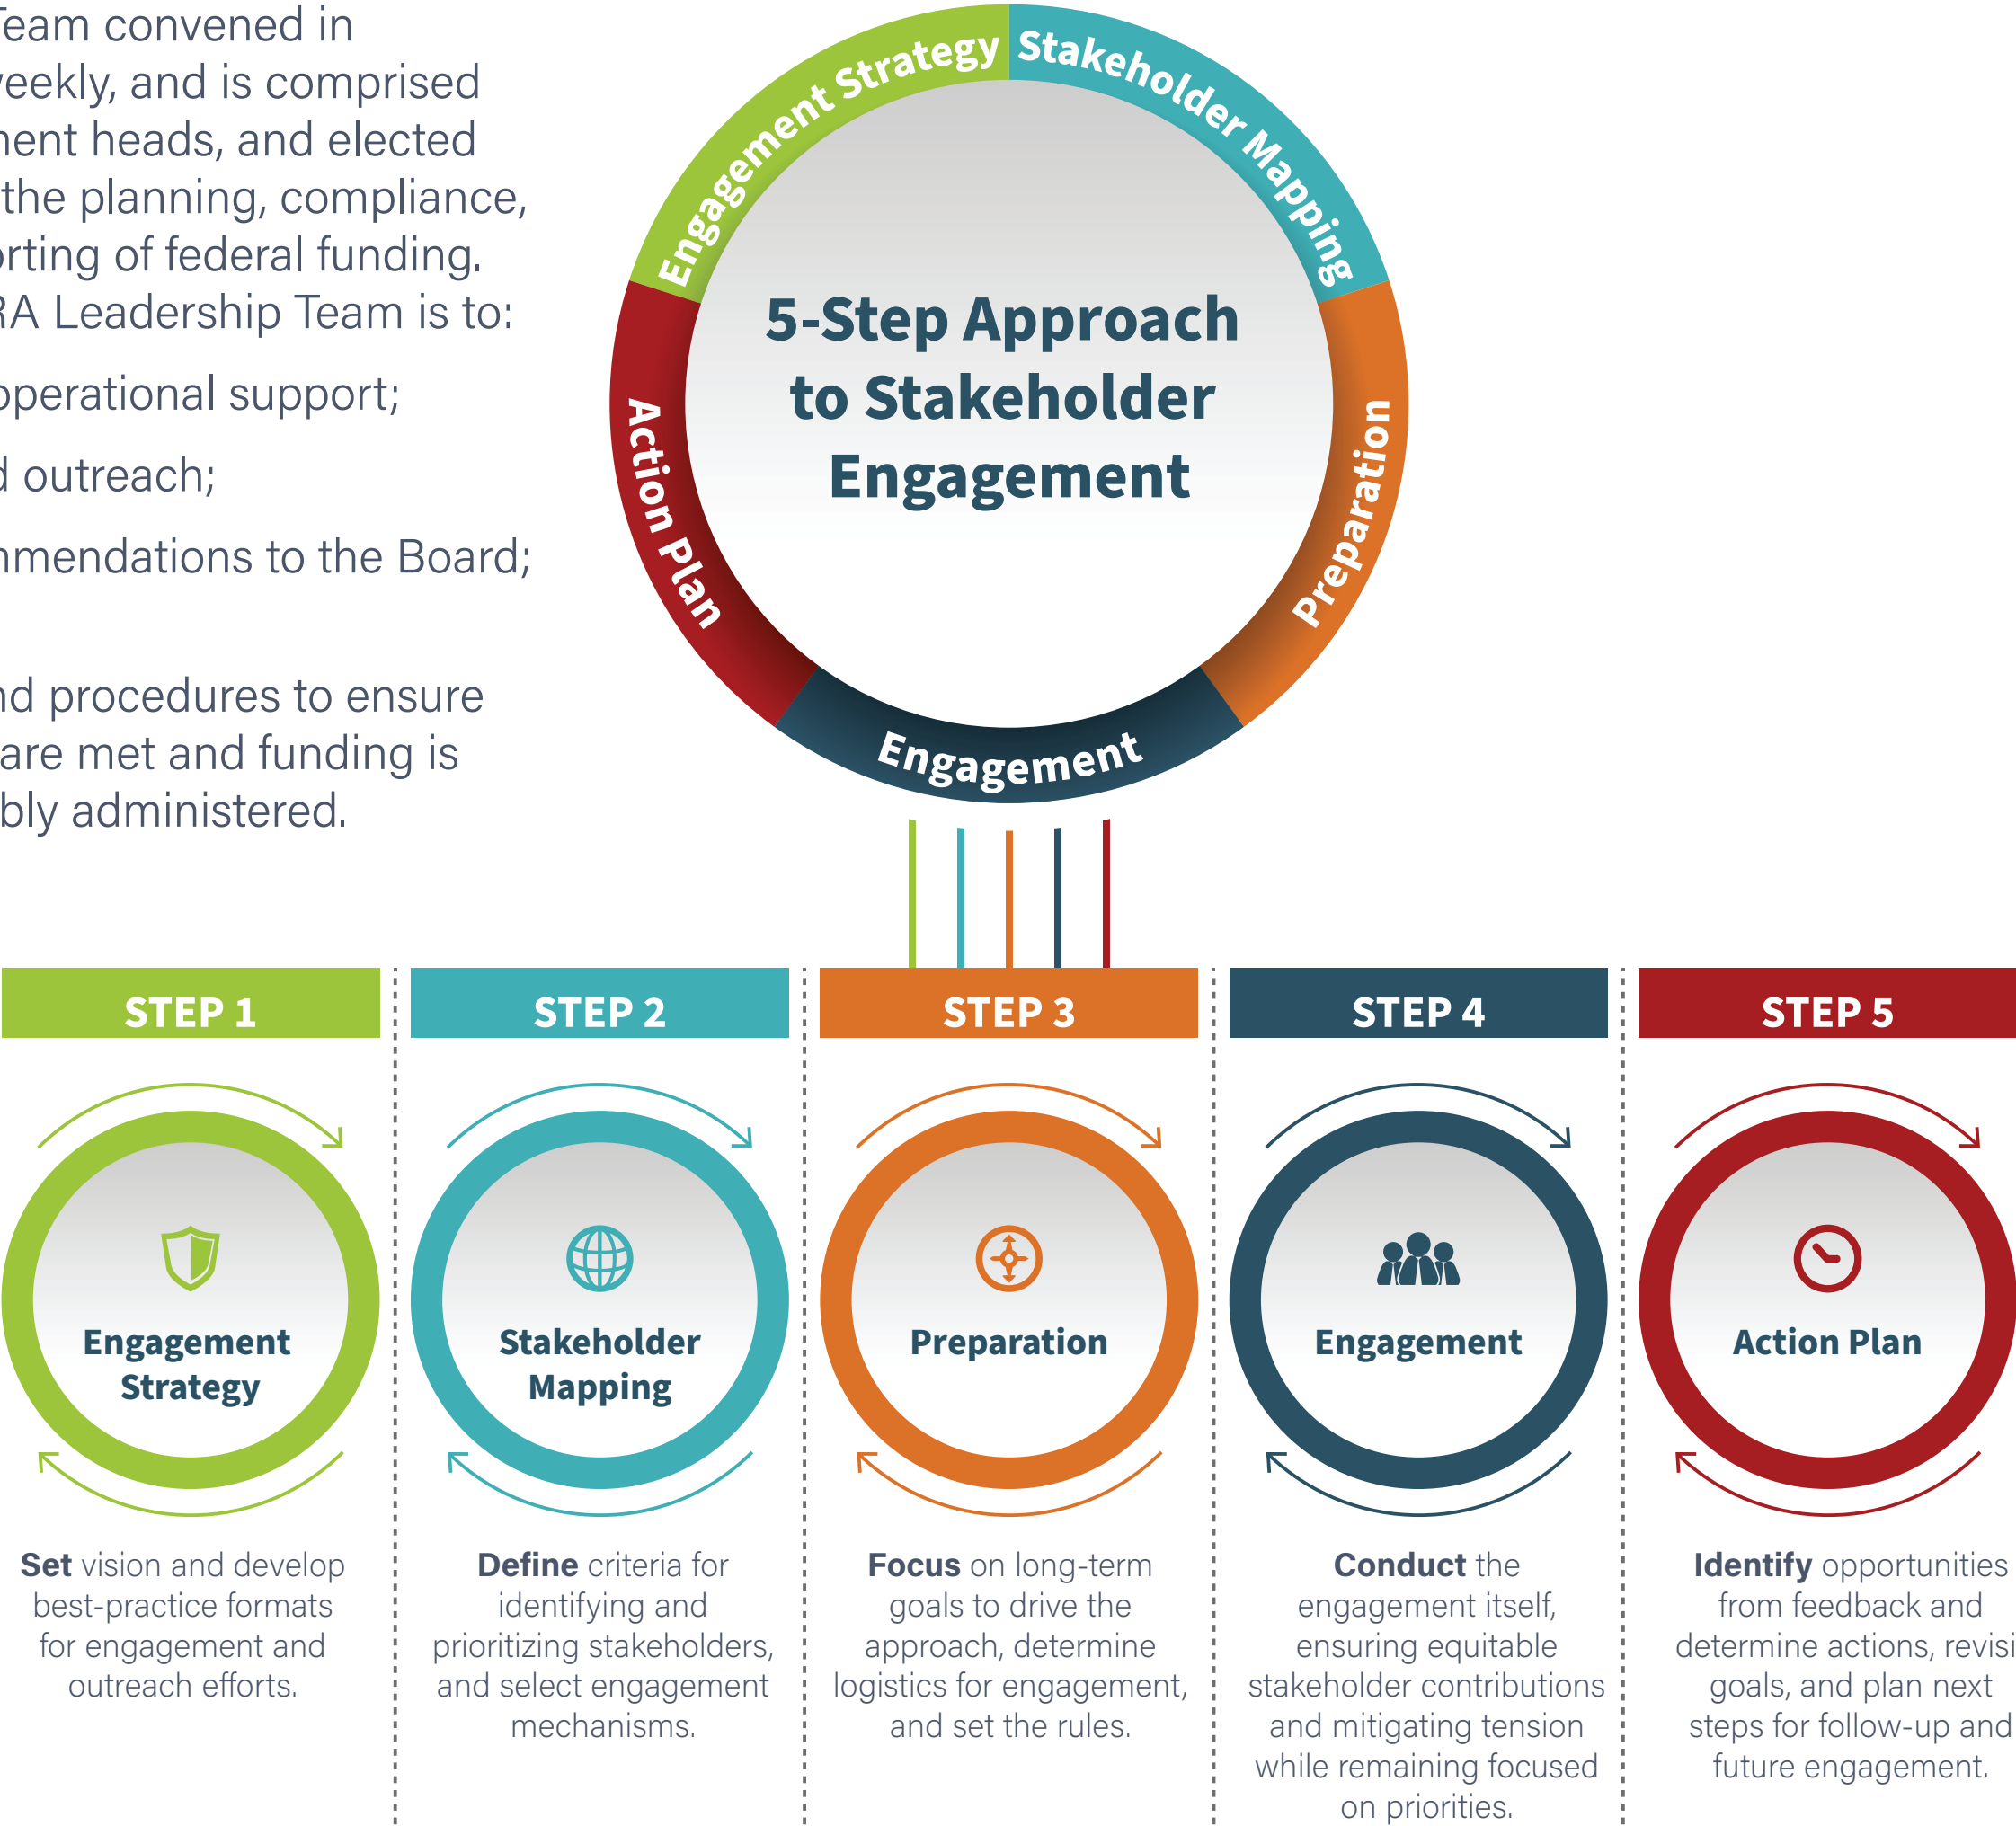 Team convened in
weekly, and is comprised
ment heads, and elected
the planning, compliance,
orting of federal funding.
RA Leadership Team is to:
operational support;
d outreach;
mmendations to the Board;
nd procedures to ensure
are met and funding is
bly administered.
Engagement Strategy
Stakeholder Mapping
Preparation
Engagement
Action Plan
5-Step Approach
to Stakeholder
Engagement
STEP 1
Engagement
Strategy
Set vision and develop
best-practice formats
for engagement and
outreach efforts.
STEP 2
Stakeholder
Mapping
Define criteria for
identifying and
prioritizing stakeholders,
and select engagement
mechanisms.
STEP 3
Preparation
Focus on long-term
goals to drive the
approach, determine
logistics for engagement,
and set the rules.
STEP 4
Engagement
Conduct the
engagement itself,
ensuring equitable
stakeholder contributions
and mitigating tension
while remaining focused
on priorities.
STEP 5
Action Plan
Identify opportunities
from feedback and
determine actions, revisi
goals, and plan next
steps for follow-up and
future engagement.